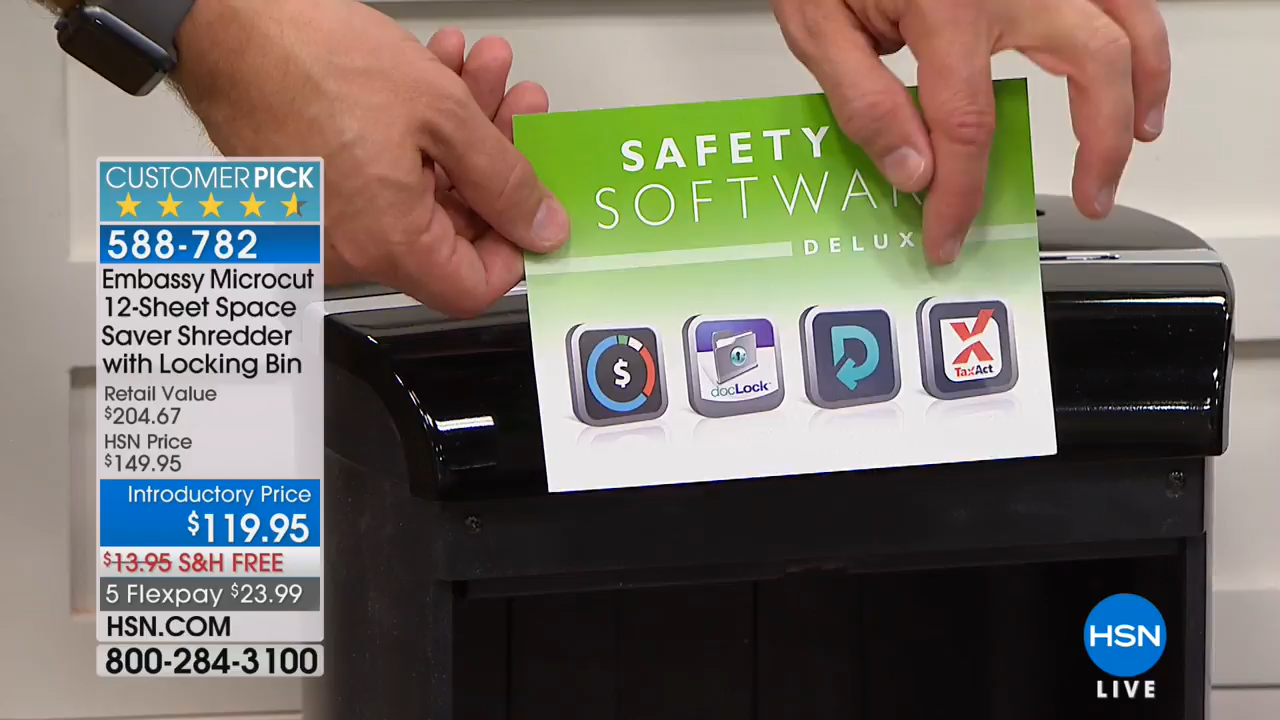 CUSTOMER PICK
588-782
Embassy Microcut
12-Sheet Space
Saver Shredder
with Locking Bin
Retail Value
$204.67
HSN Price
$149.95
Introductory Price
$119.95
$13.95 S&H FREE
5 Flexpay $23.99
HSN.COM
800-284-3100
SAFETY
SOFTWAR
DELUX
$
docLock
TaxAct
HSN
LIVE